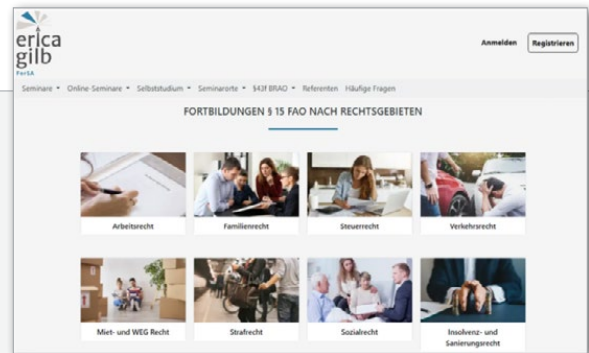 erica
gilb
ForSA
Anmelden Registrieren
Seminare Online-Seminare Selbststudium Seminarorte §43f BRAO Referenten Häufige Fragen
FORTBILDUNGEN § 15 FAO NACH RECHTSGEBIETEN
Arbeitsrecht Familienrecht Steuerrecht Verkehrsrecht
Miet- und WEG Recht Strafrecht Sozialrecht Insolvenz- und
Sanierungsrecht